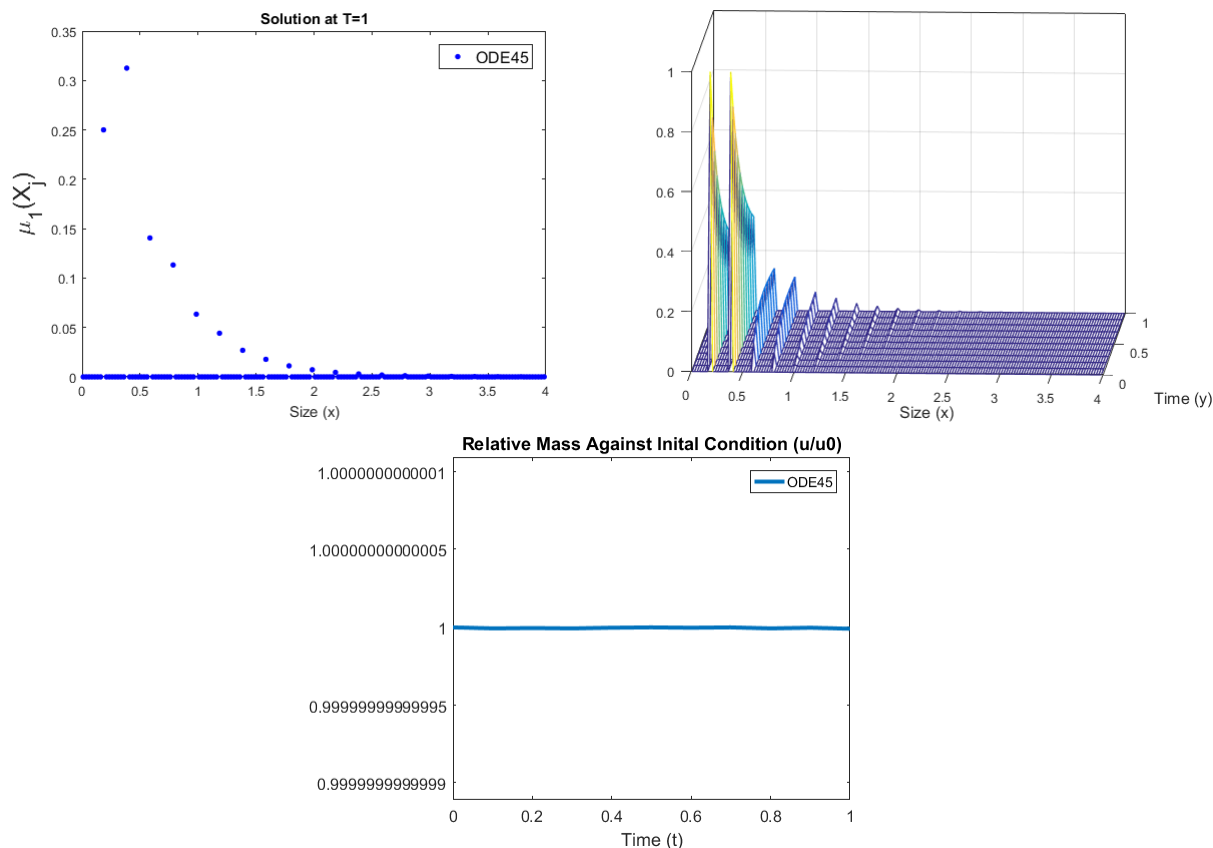 Solution at T=1
0.35
0.3
0.25
0.2
0.15
0.1
0.05
0
μ1(Xj)
ODE45
0 0.5 1 1.5 2 2.5 3 3.5 4
Size (x)
1
0.8
0.6
0.4
0.2
0
0 0.5 1 1.5 2 2.5 3 3.5 4
Size (x)
1
0.5
0
Time (y)
Relative Mass Against Inital Condition (u/u0)
1.0000000000001
1.00000000000005
1
0.99999999999995
0.9999999999999
ODE45
0 0.2 0.4 0.6 0.8 1
Time (t)